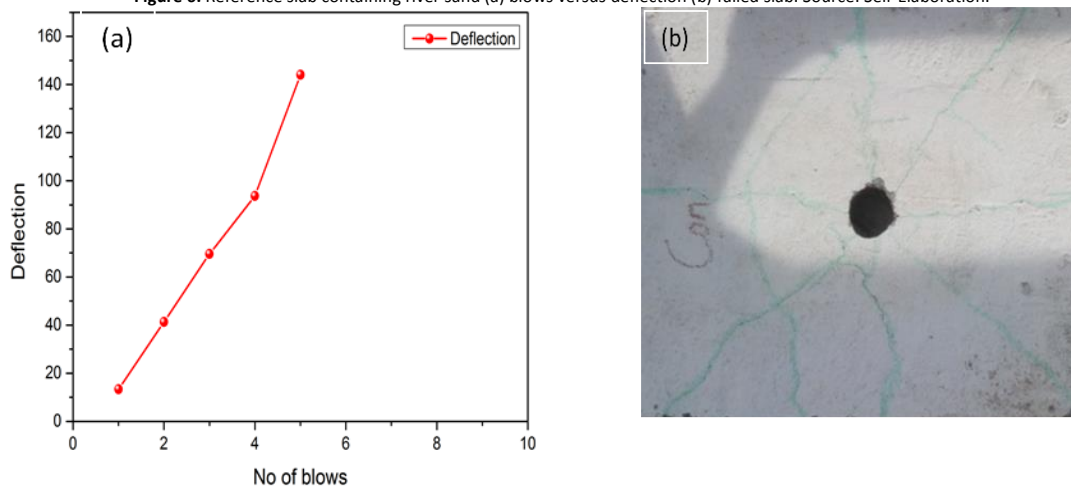 Reference slab containing river sand (a) blows versus deflection (b) failed slab. Source: Self-Elaboration.
(a)
Deflection
160
140
120
100
80
60
40
20
0
Deflection
0 2 4 6 8 10
No of blows
(b)
Con